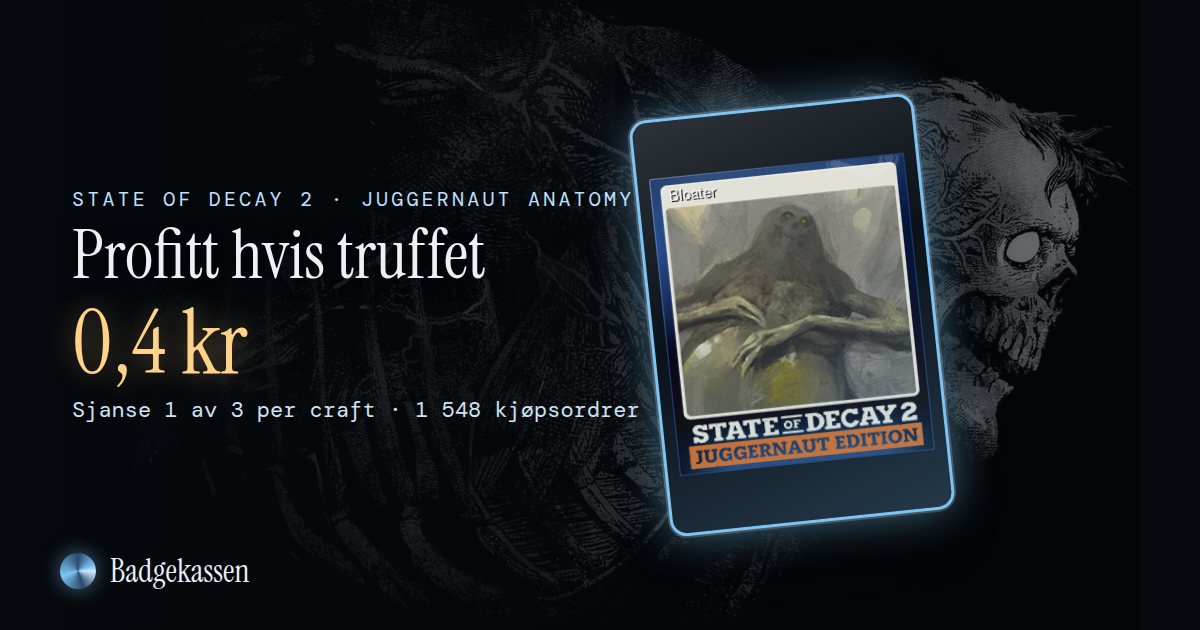 STATE OF DECAY 2 · JUGGERNAUT ANATOMY
Profitt hvis truffet
0,4 kr
Sjanse 1 av 3 per craft · 1 548 kjøpsordrer
Bloater
STATE OF DECAY 2
JUGGERNAUT EDITION
Badgekassen